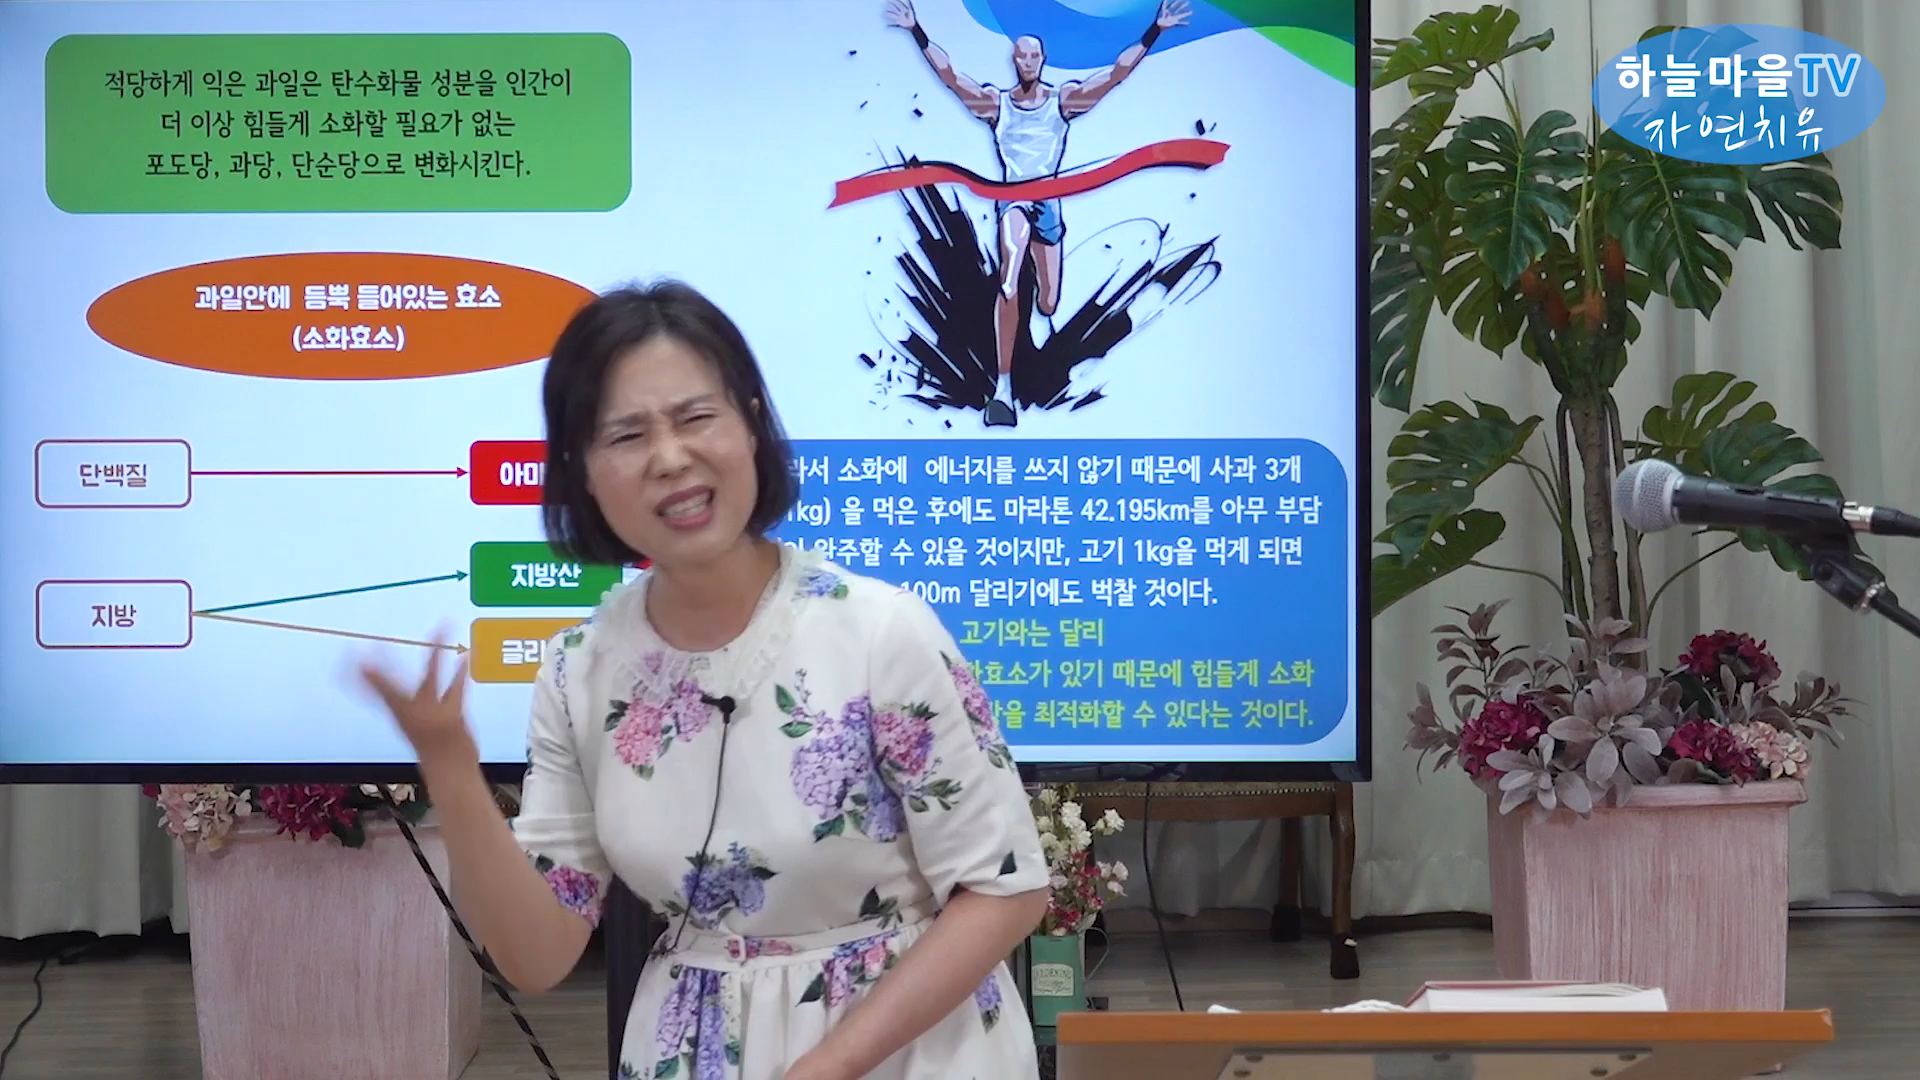 적당하게 익은 과일은 탄수화물 성분을 인간이
더 이상 힘들게 소화할 필요가 없는
포도당, 과당, 단순당으로 변화시킨다.
과일안에 듬뿍 들어있는 효소
(소화효소)
단백질
지방
지방산
소화에 에너지를 쓰지 않기 때문에 사과 3개
1kg) 을 먹은 후에도 마라톤 42.195km를 아무 부담
완주할 수 있을 것이지만, 고기 1kg을 먹게 되면
100m 달리기에도 벅찰 것이다.
고기와는 달리
있기 때문에 힘들게 소화
최적화할 수 있다는 것이다.
하늘마을TV
자연치유